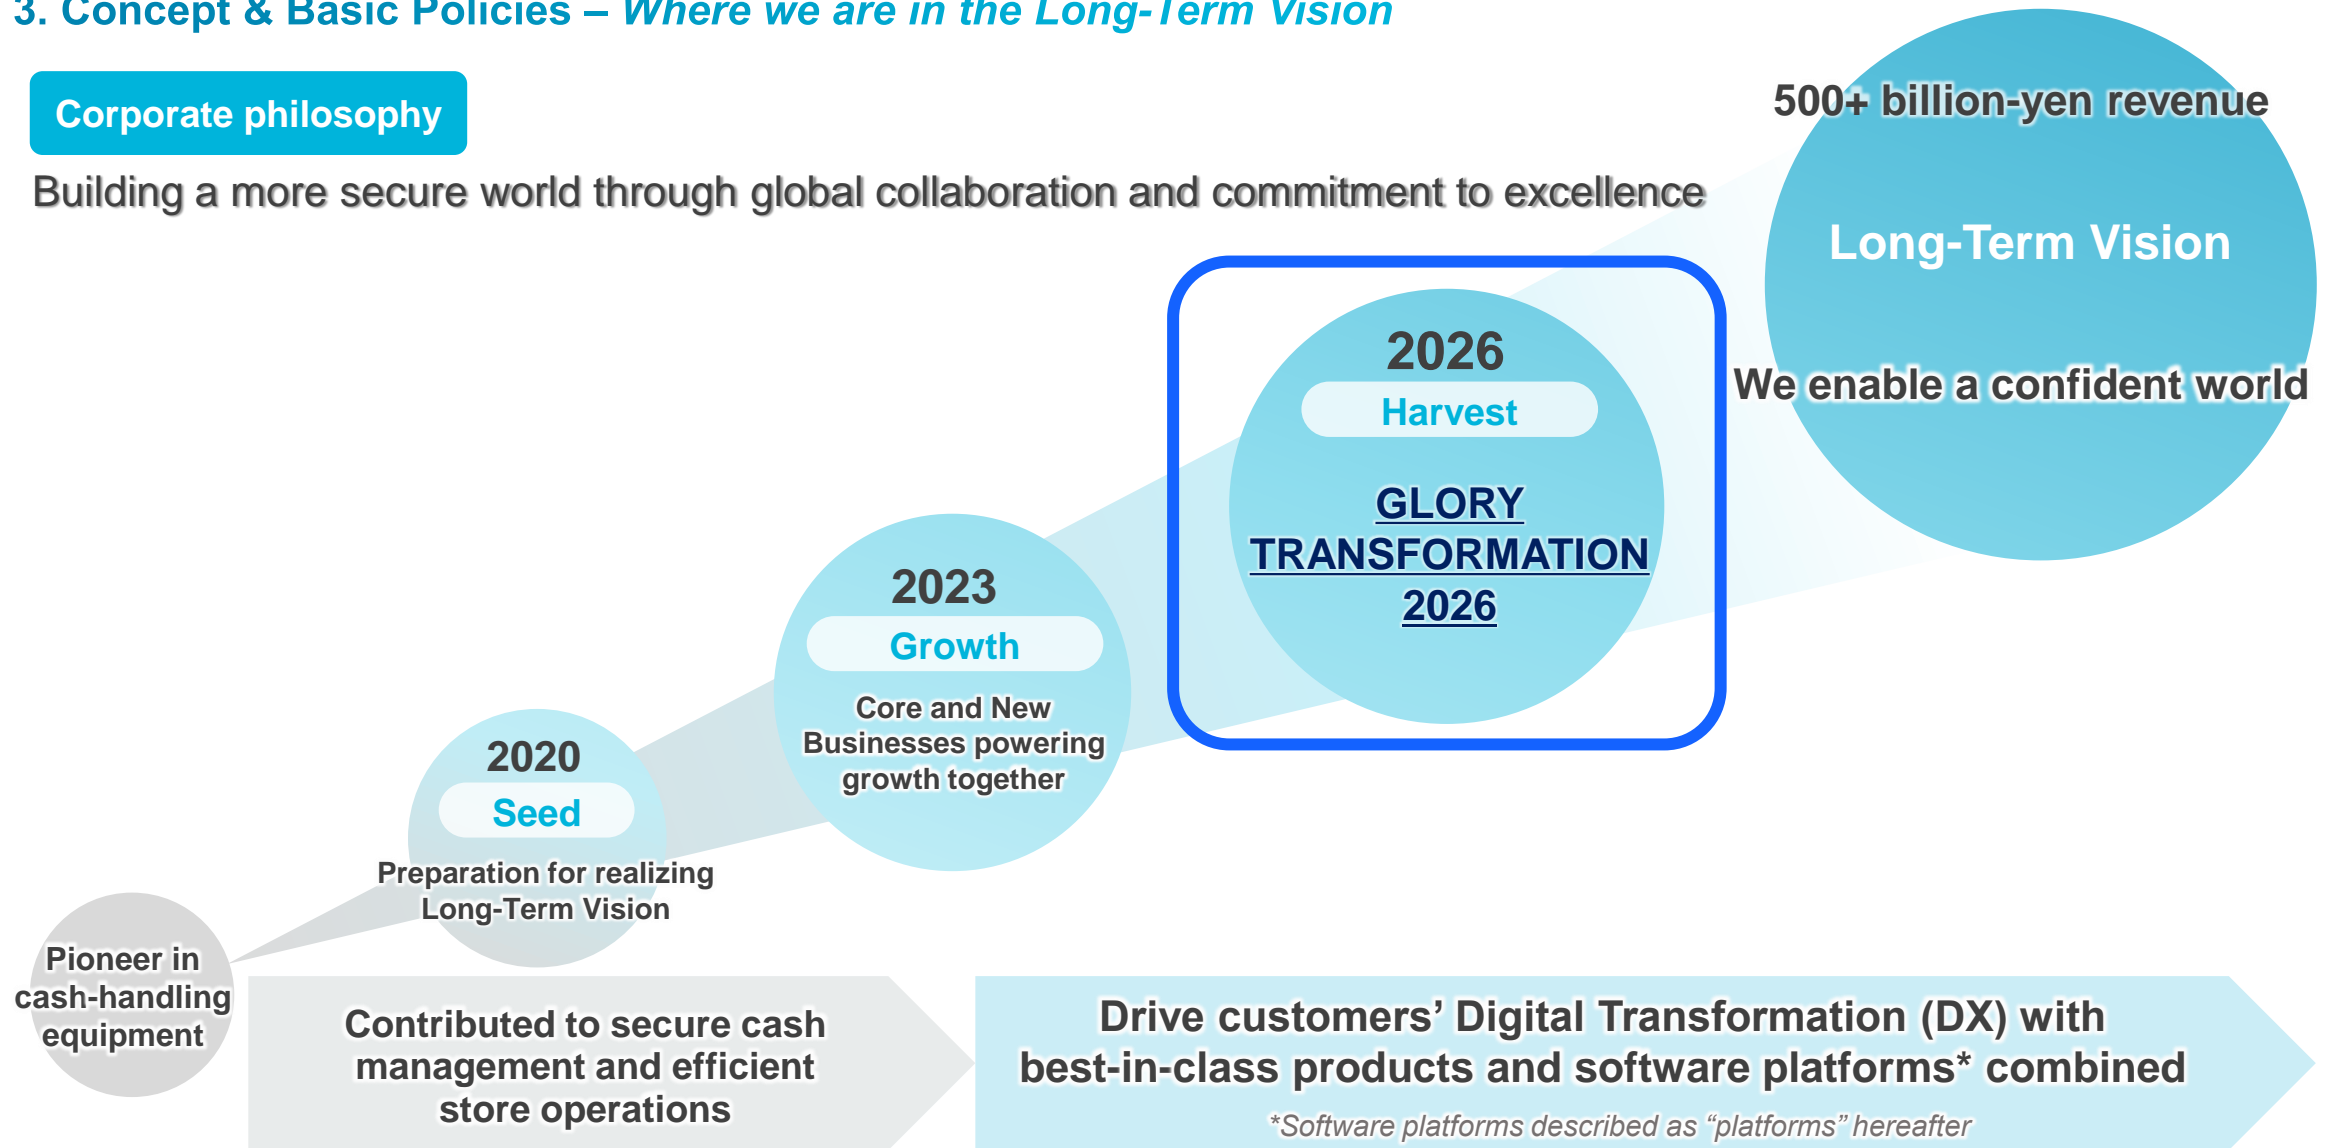 3. Concept & Basic Policies – Where we are in the Long-Term Vision
Corporate philosophy
Building a more secure world through global collaboration and commitment to excellence
500+ billion-yen revenue
Long-Term Vision
We enable a confident world
2026
Harvest
GLORY
TRANSFORMATION
2026
2023
Growth
Core and New
Businesses powering
growth together
2020
Seed
Preparation for realizing
Long-Term Vision
Pioneer in
cash-handling
equipment
Contributed to secure cash
management and efficient
store operations
Drive customers’ Digital Transformation (DX) with
best-in-class products and software platforms* combined
*Software platforms described as “platforms” hereafter